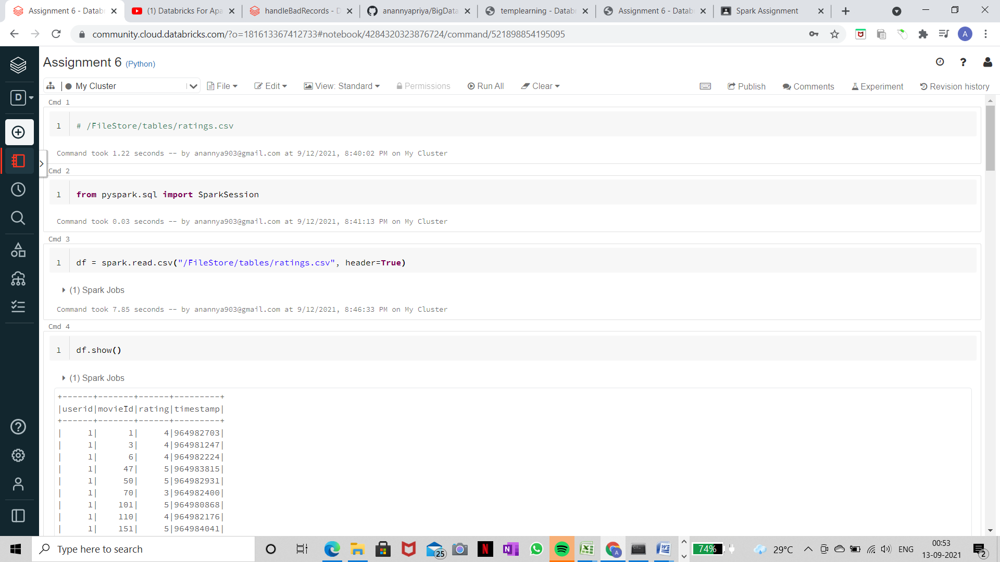 Assignment 6 - Databr
(1) Databricks For Apa
handleBadRecords - D
anannyapriya/BigData
templearning - Datab
Assignment 6 - Datab
Spark Assignment
community.cloud.databricks.com/?o=181613367412733#notebook/4284320323876724/command/521898854195095
A
Assignment 6 (Python)
?
My Cluster
File
Edit
View: Standard
Permissions
Run All
Clear
Publish
Comments
Experiment
Revision history
D
Cmd 1
1 # /FileStore/tables/ratings.csv
Command took 1.22 seconds -- by anannya903@gmail.com at 9/12/2021, 8:40:02 PM on My Cluster
Cmd 2
1 from pyspark.sql import SparkSession
Command took 0.03 seconds -- by anannya903@gmail.com at 9/12/2021, 8:41:13 PM on My Cluster
Cmd 3
1 df = spark.read.csv("/FileStore/tables/ratings.csv", header=True)
(1) Spark Jobs
Command took 7.85 seconds -- by anannya903@gmail.com at 9/12/2021, 8:46:33 PM on My Cluster
Cmd 4
1 df.show()
(1) Spark Jobs
+------+-------+------+---------+
|userid|movieId|rating|timestamp|
+------+-------+------+---------+
|     1|      1|     4|964982703|
|     1|      3|     4|964981247|
|     1|      6|     4|964982224|
|     1|     47|     5|964983815|
|     1|     50|     5|964982931|
|     1|     70|     3|964982400|
|     1|    101|     5|964980868|
|     1|    110|     4|964982176|
|     1|    151|     5|964984041|
Type here to search
25
N
N
A
74%
29°C
ENG
00:53
13-09-2021
2